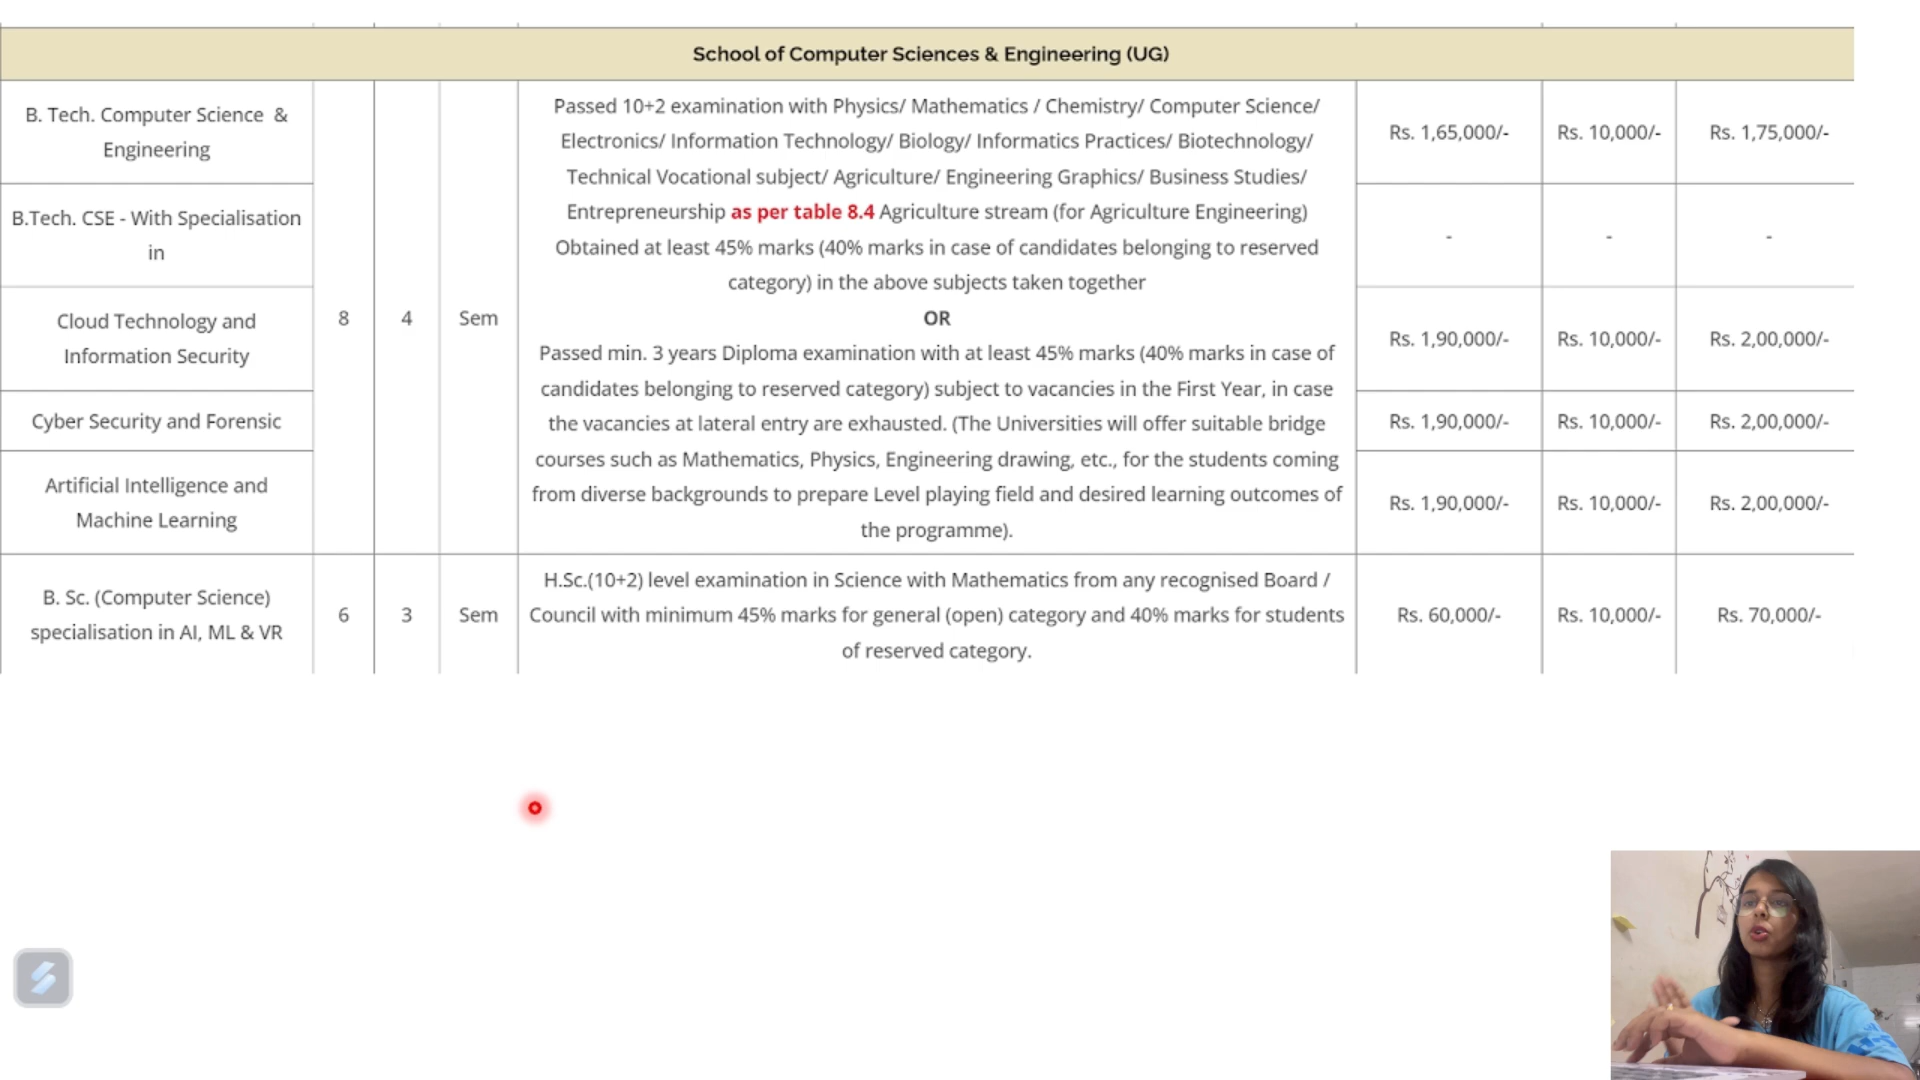 School of Computer Sciences & Engineering (UG)
B. Tech. Computer Science &
Engineering
B.Tech. CSE - With Specialisation
in
Cloud Technology and
Information Security
Cyber Security and Forensic
Artificial Intelligence and
Machine Learning
8
4
Sem
Passed 10+2 examination with Physics/ Mathematics / Chemistry/ Computer Science/
Electronics/ Information Technology/ Biology/ Informatics Practices/ Biotechnology/
Technical Vocational subject/ Agriculture/ Engineering Graphics/ Business Studies/
Entrepreneurship as per table 8.4 Agriculture stream (for Agriculture Engineering)
Obtained at least 45% marks (40% marks in case of candidates belonging to reserved
category) in the above subjects taken together
OR
Passed min. 3 years Diploma examination with at least 45% marks (40% marks in case of
candidates belonging to reserved category) subject to vacancies in the First Year, in case
the vacancies at lateral entry are exhausted. (The Universities will offer suitable bridge
courses such as Mathematics, Physics, Engineering drawing, etc., for the students coming
from diverse backgrounds to prepare Level playing field and desired learning outcomes of
the programme).
Rs. 1,65,000/- Rs. 10,000/- Rs. 1,75,000/-
- - -
Rs. 1,90,000/- Rs. 10,000/- Rs. 2,00,000/-
Rs. 1,90,000/- Rs. 10,000/- Rs. 2,00,000/-
Rs. 1,90,000/- Rs. 10,000/- Rs. 2,00,000/-
B. Sc. (Computer Science)
specialisation in AI, ML & VR
6
3
Sem
H.Sc.(10+2) level examination in Science with Mathematics from any recognised Board /
Council with minimum 45% marks for general (open) category and 40% marks for students
of reserved category.
Rs. 60,000/- Rs. 10,000/- Rs. 70,000/-